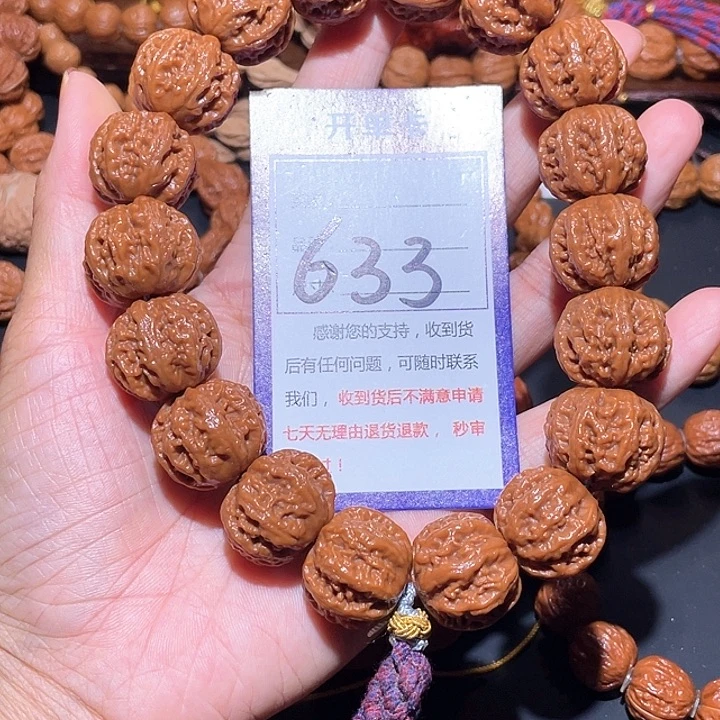 开单卡
633
感谢您的支持，收到货
后有任何问题，可随时联系
我们，收到货后不满意申请
七天无理由退货退款，秒审
！